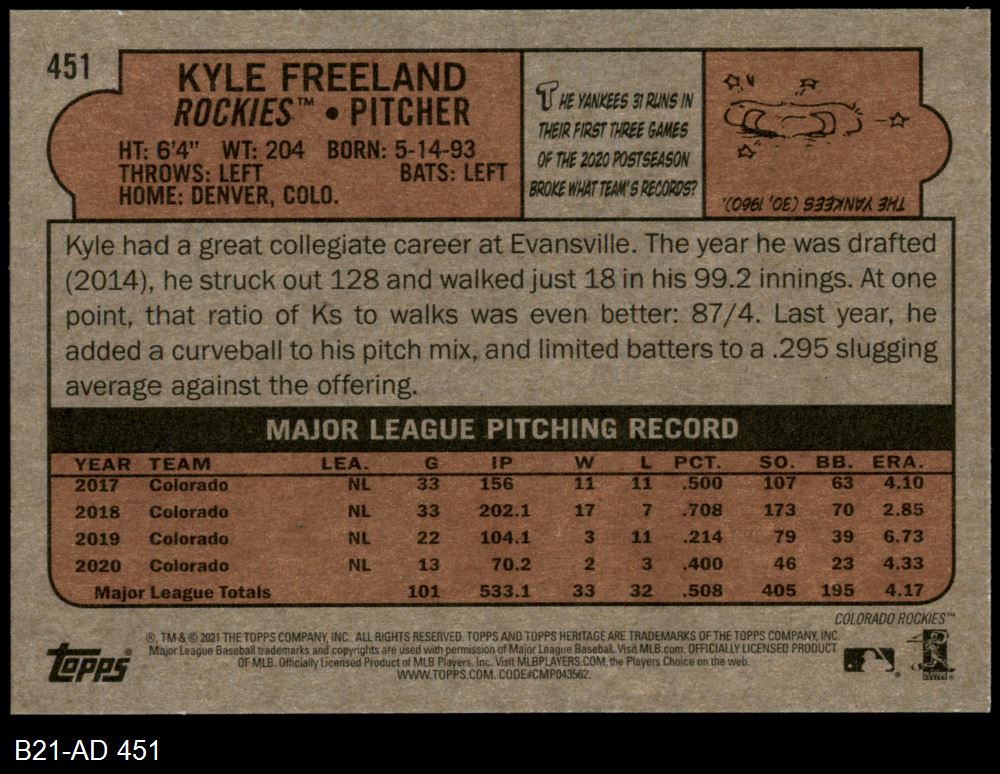 451
KYLE FREELAND
ROCKIES™ • PITCHER
HT: 6'4" WT: 204 BORN: 5-14-93
THROWS: LEFT BATS: LEFT
HOME: DENVER, COLO.
THE YANKEES 31 RUNS IN
THEIR FIRST THREE GAMES
OF THE 2020 POSTSEASON
BROKE WHAT TEAM'S RECORDS?
THE YANKEES (30, 1960).
Kyle had a great collegiate career at Evansville. The year he was drafted
(2014), he struck out 128 and walked just 18 in his 99.2 innings. At one
point, that ratio of Ks to walks was even better: 87/4. Last year, he
added a curveball to his pitch mix, and limited batters to a .295 slugging
average against the offering.
MAJOR LEAGUE PITCHING RECORD
YEAR TEAM LEA. G IP W L PCT. SO. BB. ERA.
2017 Colorado NL 33 156 11 11 .500 107 63 4.10
2018 Colorado NL 33 202.1 17 7 .708 173 70 2.85
2019 Colorado NL 22 104.1 3 11 .214 79 39 6.73
2020 Colorado NL 13 70.2 2 3 .400 46 23 4.33
Major League Totals 101 533.1 33 32 .508 405 195 4.17
COLORADO ROCKIES™
Topps®
®, TM & © 2021 THE TOPPS COMPANY, INC. ALL RIGHTS RESERVED. TOPPS AND TOPPS HERITAGE ARE TRADEMARKS OF THE TOPPS COMPANY, INC.
Major League Baseball trademarks and copyrights are used with permission of Major League Baseball. Visit MLB.com. OFFICIALLY LICENSED PRODUCT
OF MLB. Officially Licensed Product of MLB Players, Inc. Visit MLBPLAYERS.COM, the Players Choice on the web.
WWW.TOPPS.COM. CODE#CMP043562.
B21-AD 451